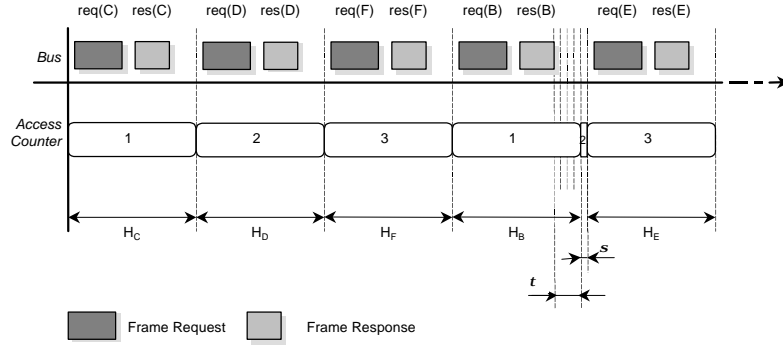 req(C) res(C) req(D) res(D) req(F) res(F) req(B) res(B) req(E) res(E)
Bus
Access
Counter
1 2 3 1 2 3
H_C H_D H_F H_B H_E
s
t
Frame Request Frame Response